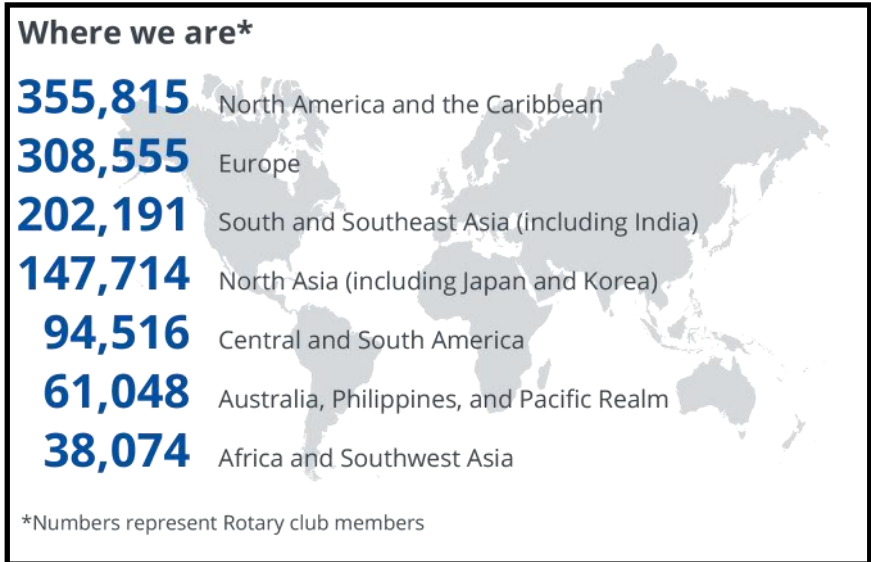 Where we are*
355,815 North America and the Caribbean
308,555 Europe
202,191 South and Southeast Asia (including India)
147,714 North Asia (including Japan and Korea)
94,516 Central and South America
61,048 Australia, Philippines, and Pacific Realm
38,074 Africa and Southwest Asia
*Numbers represent Rotary club members